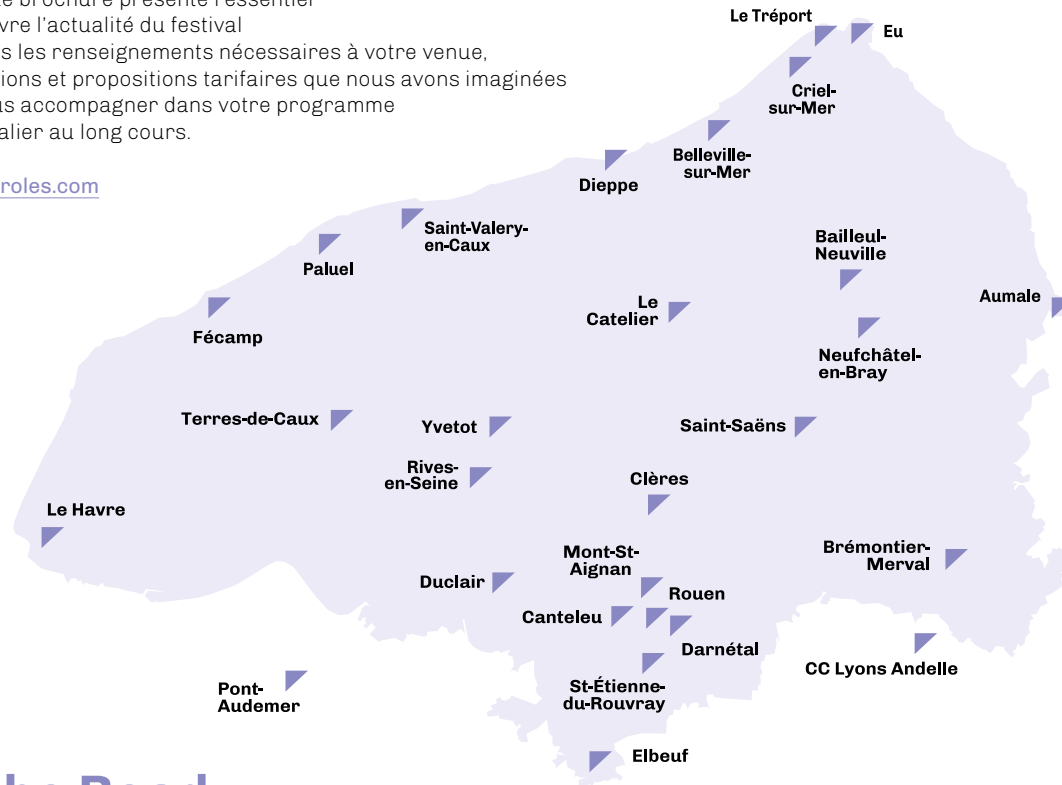 brochure présente l'essentiel
l'actualité du festival
les renseignements nécessaires à votre venue,
et propositions tarifaires que nous avons imaginées
accompagner dans votre programme
au long cours.
roles.com
Le Tréport
Eu
Criel-
sur-Mer
Belleville-
sur-Mer
Dieppe
Saint-Valery-
en-Caux
Paluel
Bailleul-
Neuville
Aumale
Le
Catelier
Fécamp
Neufchâtel-
en-Bray
Terres-de-Caux
Yvetot
Saint-Saëns
Rives-
en-Seine
Clères
Le Havre
Mont-St-
Aignan
Brémontier-
Merval
Duclair
Rouen
Canteleu
Darnétal
CC Lyons Andelle
Pont-
Audemer
St-Étienne-
du-Rouvray
Elbeuf